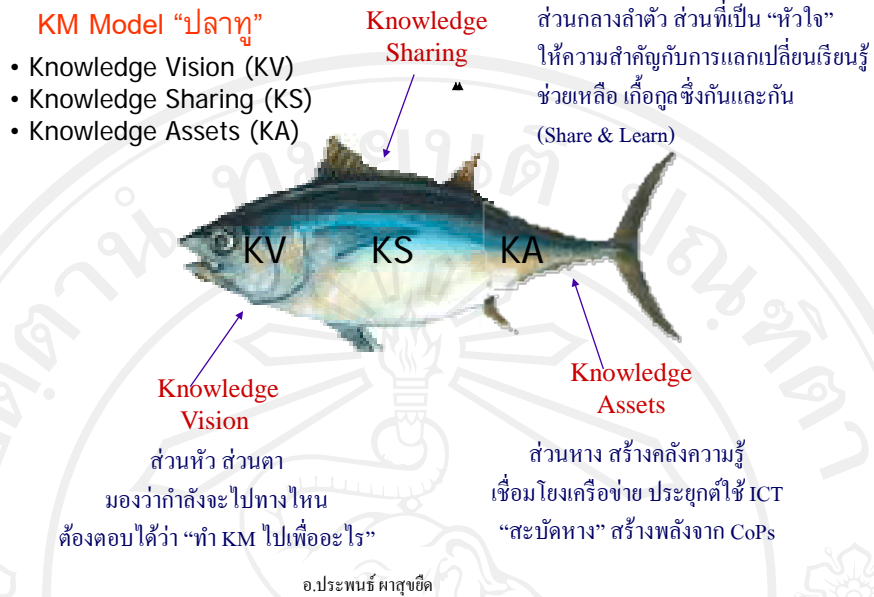 KM Model “ปลาทู”
• Knowledge Vision (KV)
• Knowledge Sharing (KS)
• Knowledge Assets (KA)
Knowledge
Sharing
ส่วนกลางลำตัว ส่วนที่เป็น “หัวใจ”
ให้ความสำคัญกับการแลกเปลี่ยนเรียนรู้
ช่วยเหลือ เกื้อกูลซึ่งกันและกัน
(Share & Learn)
KV KS KA
Knowledge
Vision
ส่วนหัว ส่วนตา
มองว่ากำลังจะไปทางไหน
ต้องตอบได้ว่า “ทำ KM ไปเพื่ออะไร”
Knowledge
Assets
ส่วนหาง สร้างคลังความรู้
เชื่อมโยงเครือข่าย ประยุกต์ใช้ ICT
“สะบัดหาง” สร้างพลังจาก CoPs
อ.ประพนธ์ ผาสุขยืด